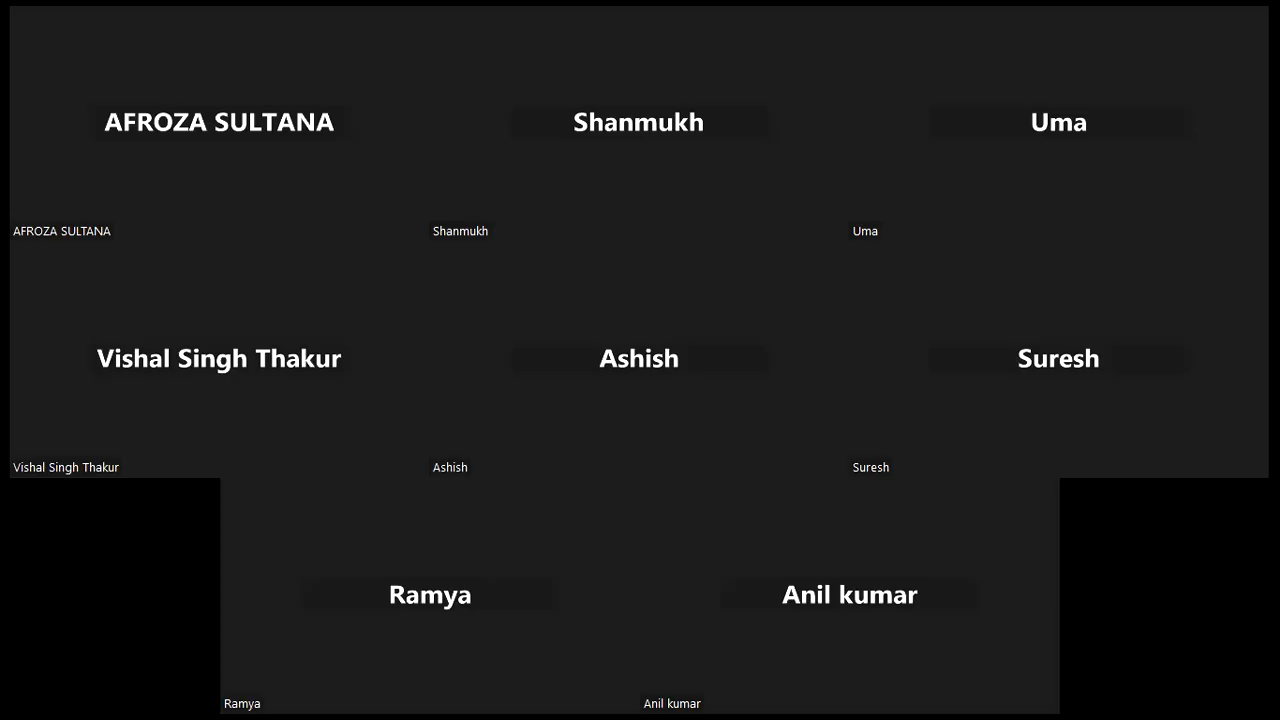 AFROZA SULTANA
Shanmukh
Uma
AFROZA SULTANA
Shanmukh
Uma
Vishal Singh Thakur
Ashish
Suresh
Vishal Singh Thakur
Ashish
Suresh
Ramya
Anil kumar
Ramya
Anil kumar